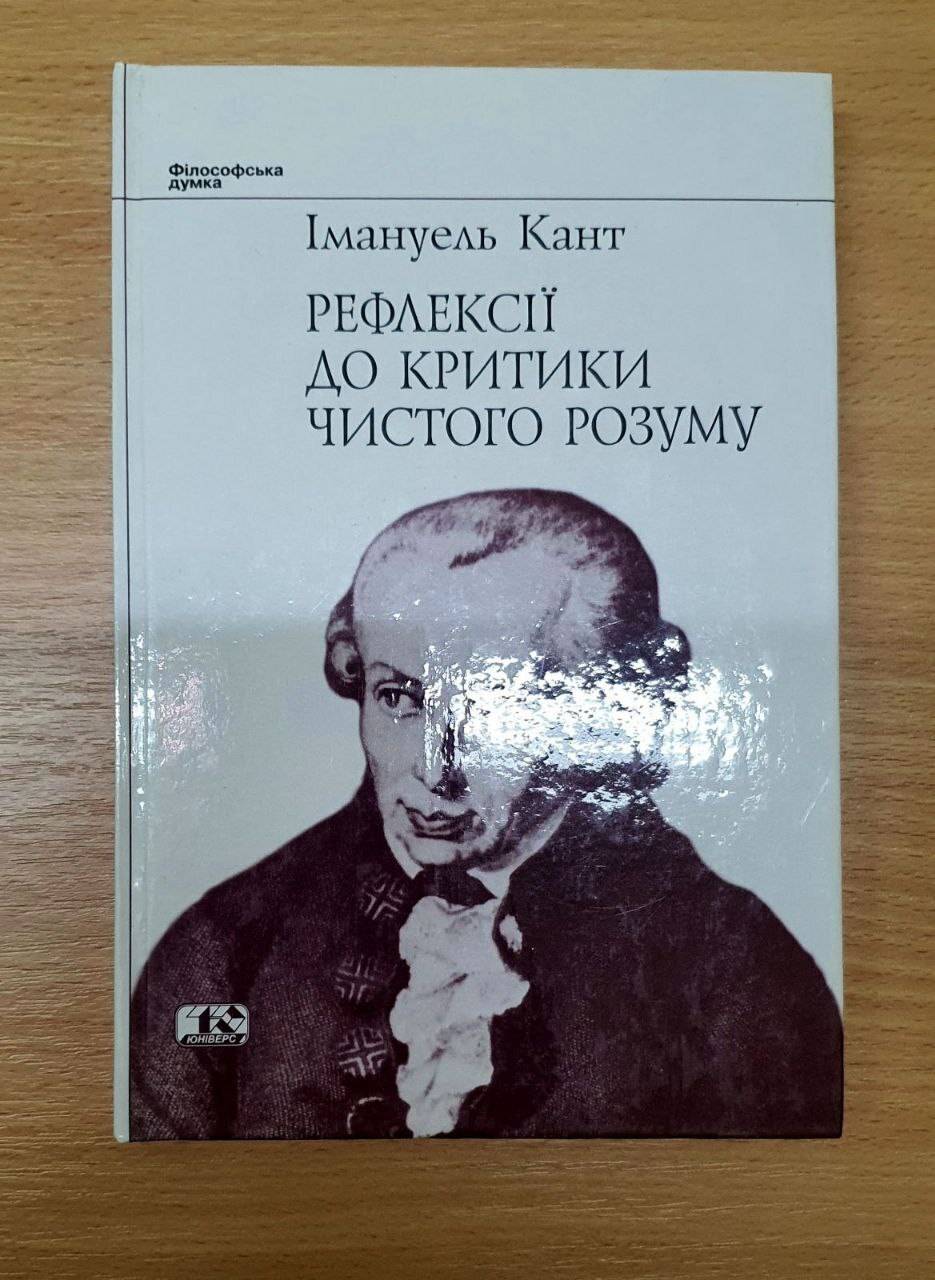 Філософська
думка
Імануель Кант
РЕФЛЕКСІЇ
ДО КРИТИКИ
ЧИСТОГО РОЗУМУ
ЮНІВЕРС